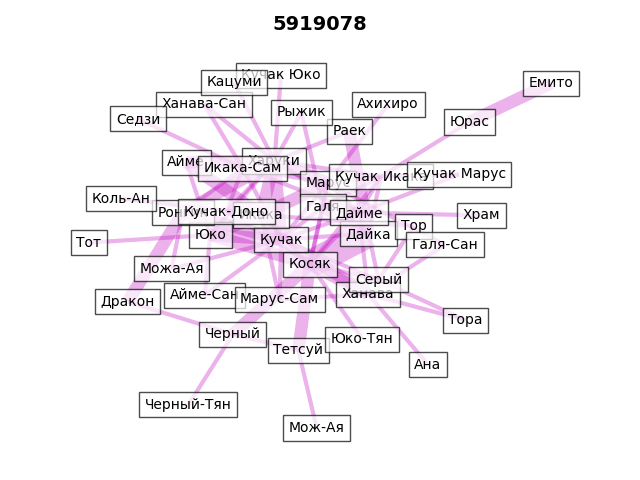 5919078
Кучак Юко
Кацуми
Емито
Ханава-Сан
Ахихиро
Рыжик
Седзи
Юрас
Раек
Айме
Харуки
Икака-Сам
Кучак Марус
Кучак Икака
Марус
Коль-Ан
Галя
Кучак-Доно
Дайме
Храм
Тор
Юко
Дайка
Кучак
Тот
Галя-Сан
Косяк
Можа-Ая
Серый
Айме-Сан
Ханава
Марус-Сам
Дракон
Тора
Черный
Юко-Тян
Тетсуй
Ана
Черный-Тян
Мож-Ая